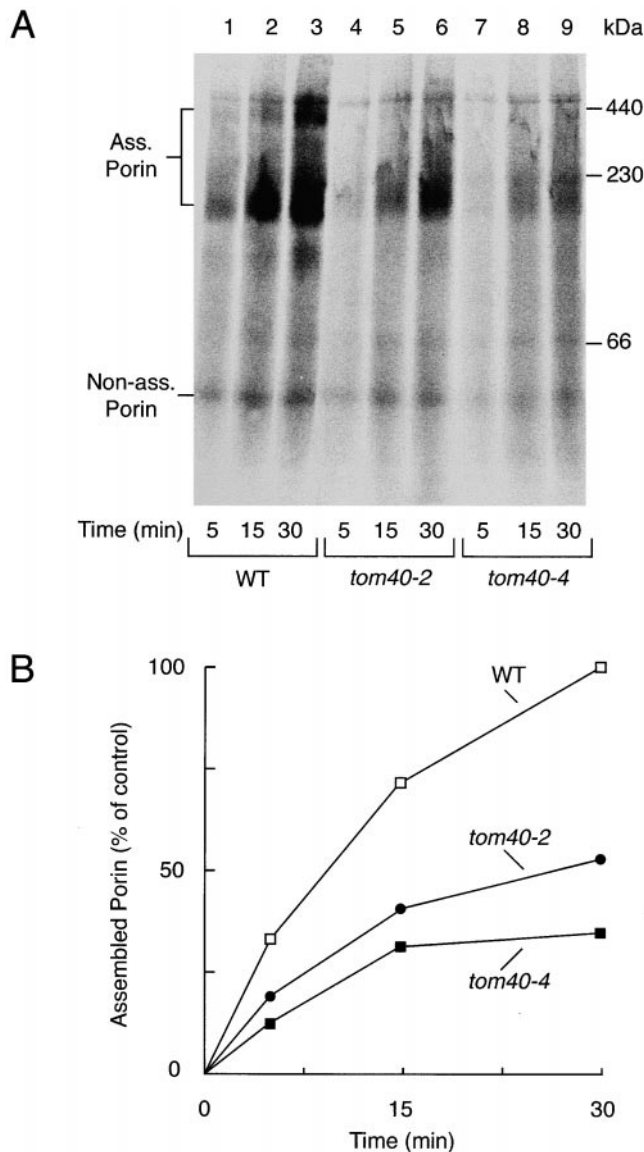 A
1 2 3 4 5 6 7 8 9 kDa
440
Ass.
Porin
230
66
Non-ass.
Porin
Time (min) 5 15 30 5 15 30 5 15 30
WT tom40-2 tom40-4
B
100
WT
Assembled Porin (% of control)
tom40-2
50
tom40-4
0
0 15 30
Time (min)